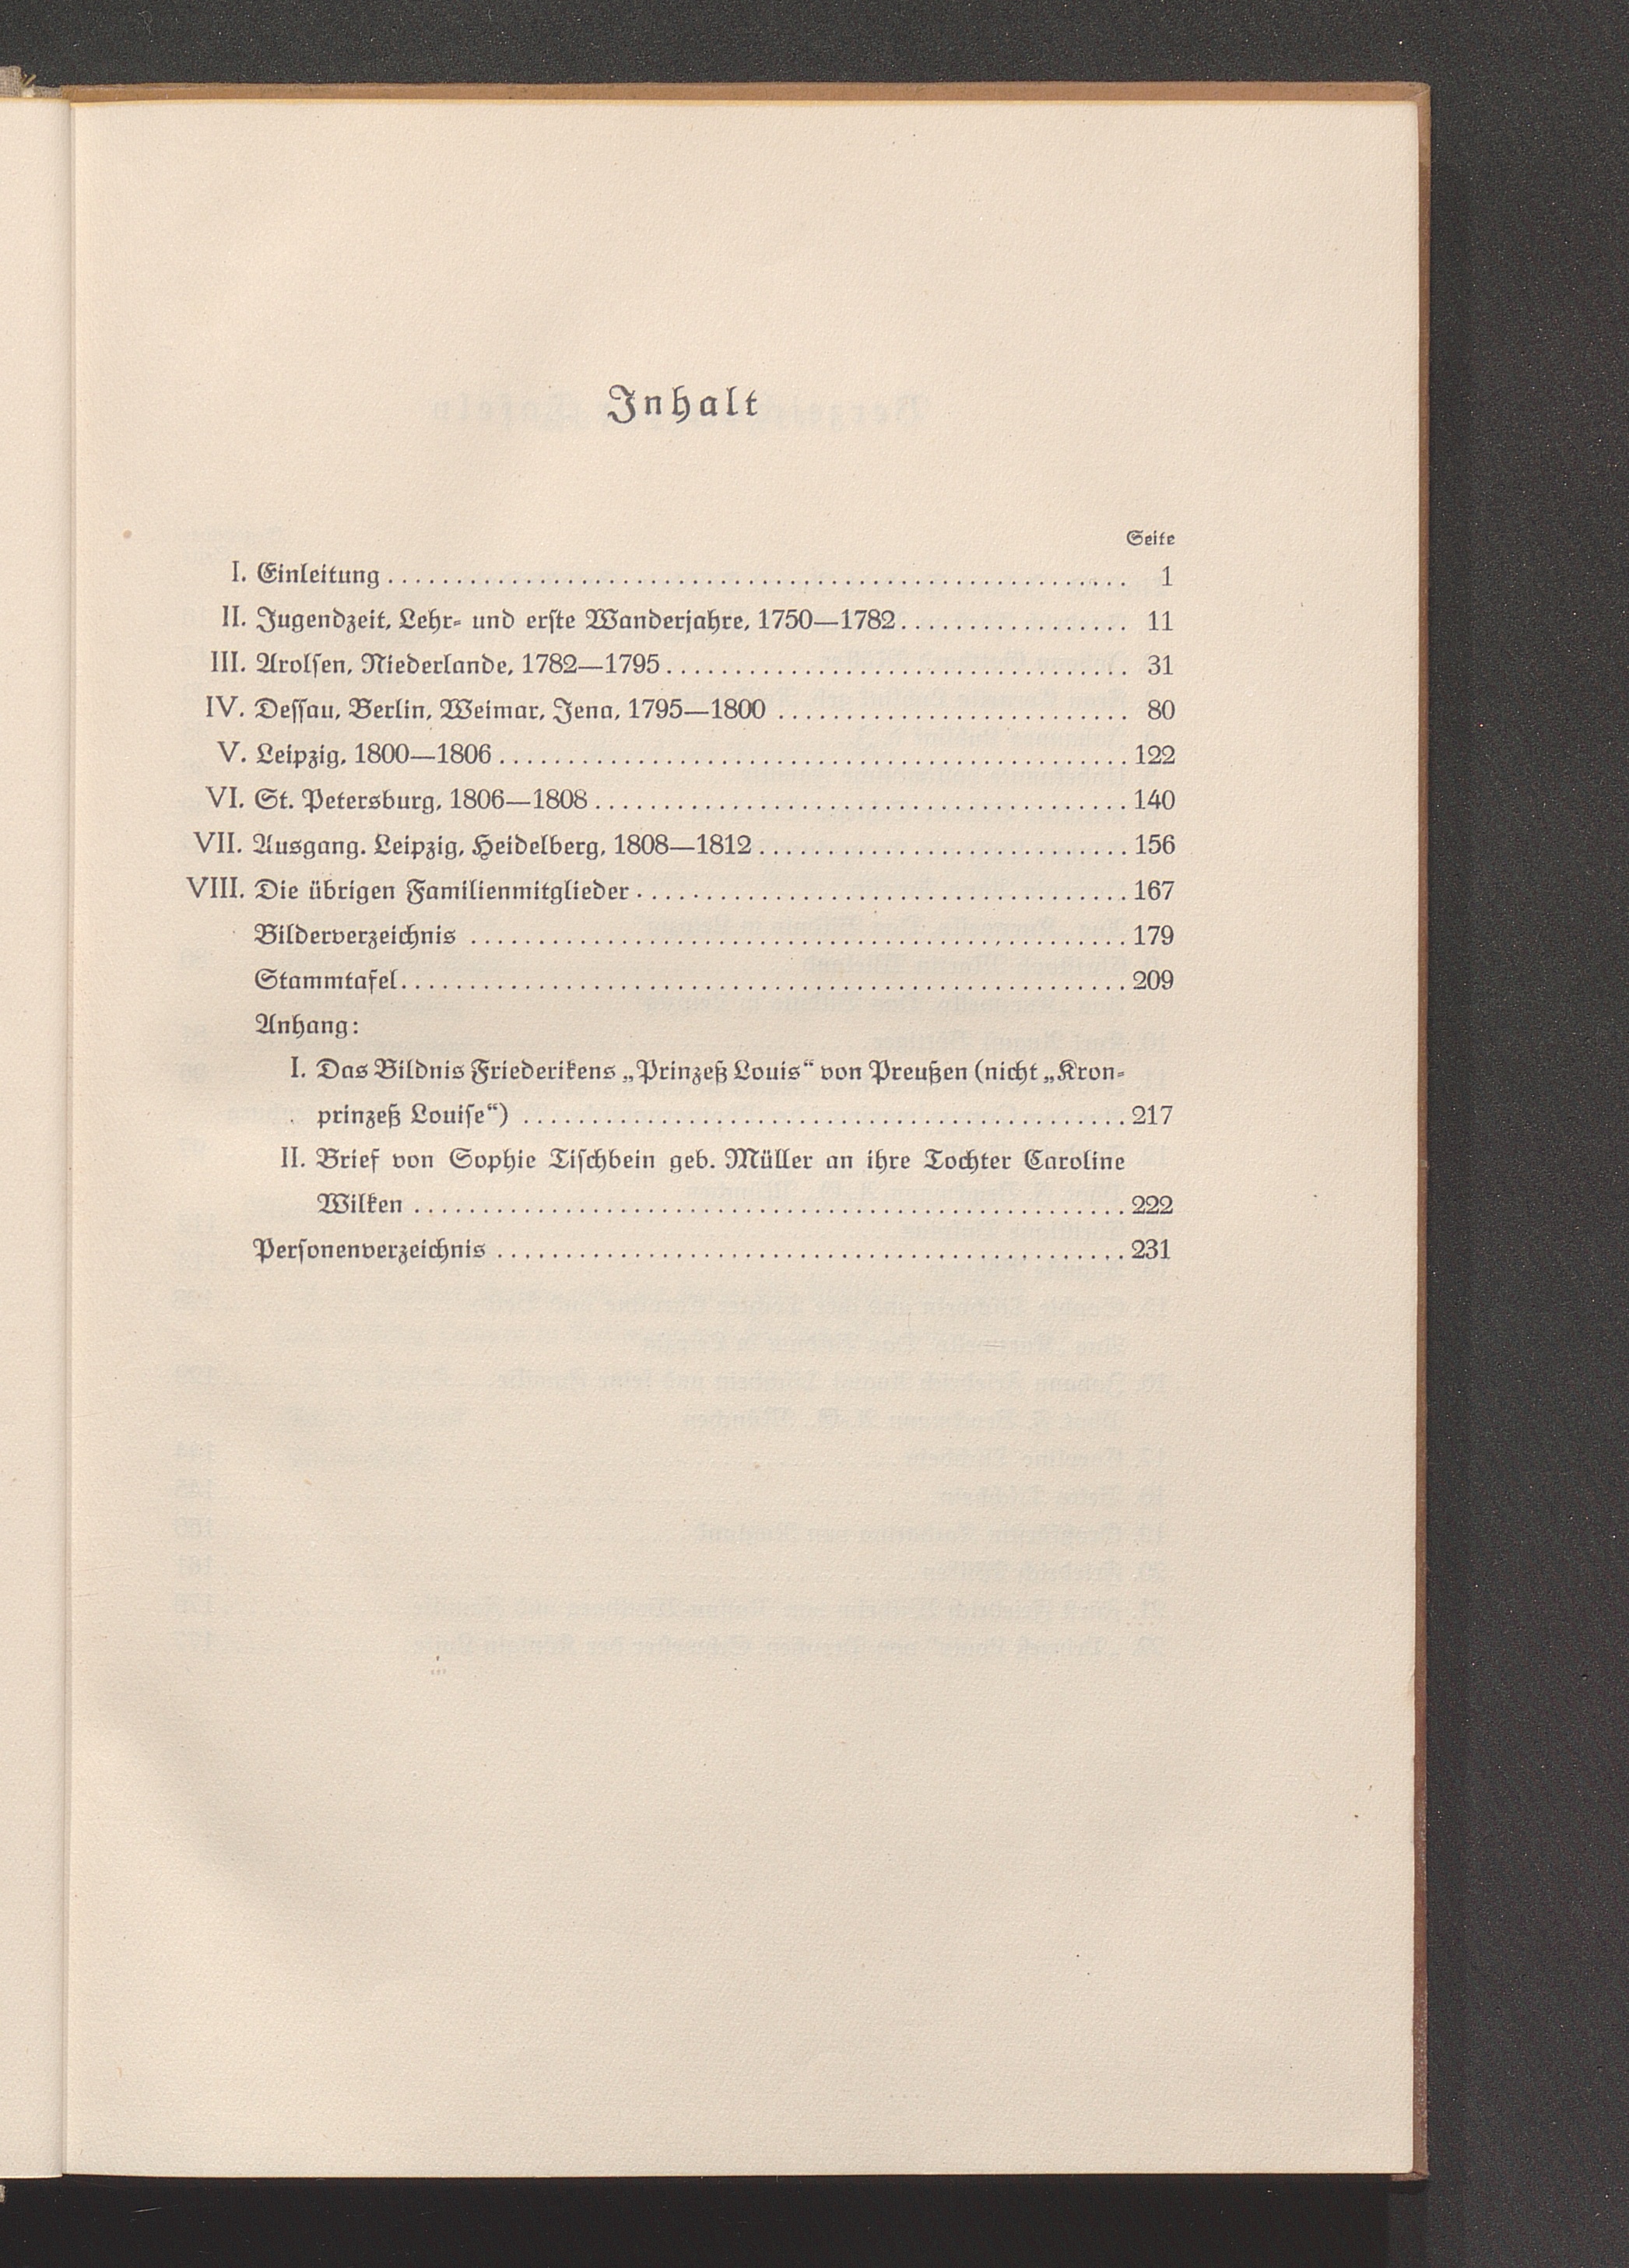 Inhalt
Seite
I. Einleitung ........................................ 1
II. Jugendzeit, Lehr- und erste Wanderjahre, 1750—1782 ................. 11
III. Arolsen, Niederlande, 1782—1795 .................................. 31
IV. Dessau, Berlin, Weimar, Jena, 1795—1800 .......................... 80
V. Leipzig, 1800—1806 ............................................. 122
VI. St. Petersburg, 1806—1808 ....................................... 140
VII. Ausgang. Leipzig, Heidelberg, 1808—1812 ........................... 156
VIII. Die übrigen Familienmitglieder .................................... 167
Bilderverzeichnis ................................................ 179
Stammtafel ..................................................... 209
Anhang:
I. Das Bildnis Friederikens „Prinzeß Louis“ von Preußen (nicht „Kron-
prinzeß Louise“) ............................................ 217
II. Brief von Sophie Tischbein geb. Müller an ihre Tochter Caroline
Wilken .................................................... 222
Personenverzeichnis .............................................. 231